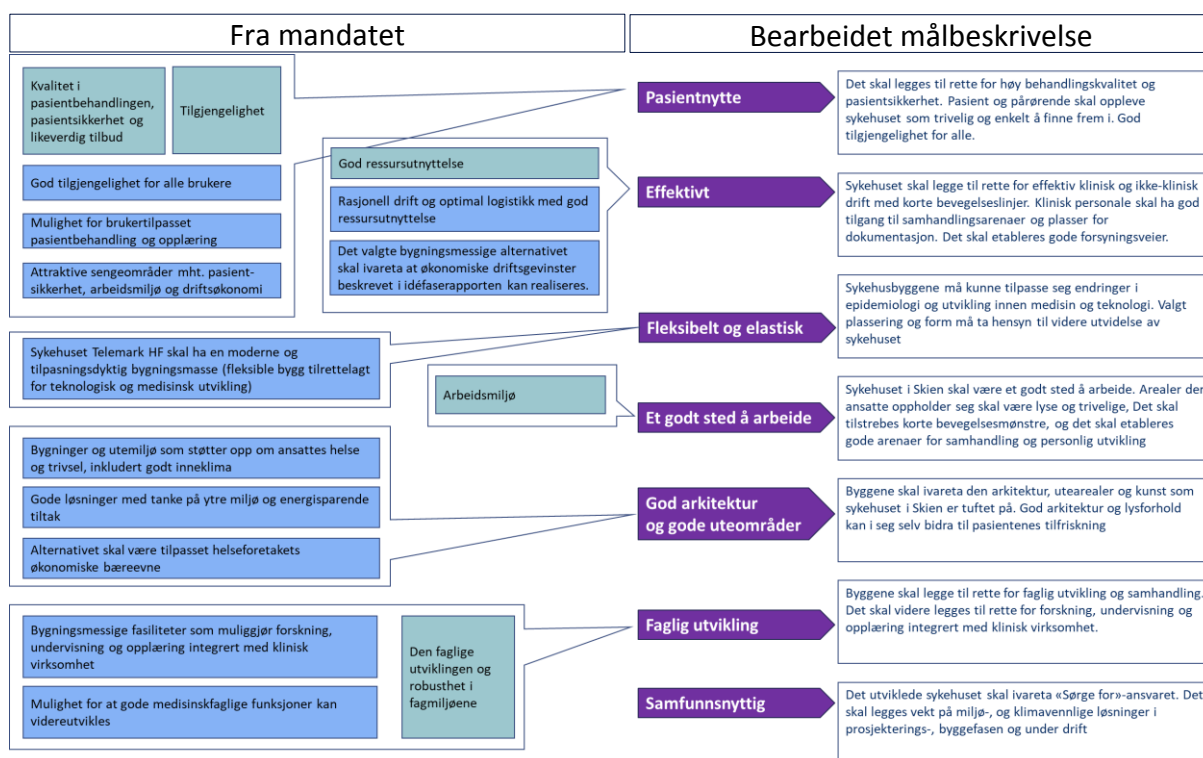 Fra mandatet
Bearbeidet målbeskrivelse
Kvalitet i
pasientbehandlingen,
pasientsikkerhet og
likeverdig tilbud
Tilgjengelighet
God tilgjengelighet for alle brukere
Mulighet for brukertilpasset
pasientbehandling og opplæring
Attraktive sengeområder mht. pasient-
sikkerhet, arbeidsmiljø og driftsøkonomi
God ressursutnyttelse
Rasjonell drift og optimal logistikk med god
ressursutnyttelse
Det valgte bygningsmessige alternativet
skal ivareta at økonomiske driftsgevinster
beskrevet i idéfaserapporten kan realiseres.
Sykehuset Telemark HF skal ha en moderne og
tilpasningsdyktig bygningsmasse (fleksible bygg tilrettelagt
for teknologisk og medisinsk utvikling)
Arbeidsmiljø
Bygninger og utemiljø som støtter opp om ansattes helse
og trivsel, inkludert godt inneklima
Gode løsninger med tanke på ytre miljø og energisparende
tiltak
Alternativet skal være tilpasset helseforetakets
økonomiske bæreevne
Bygningsmessige fasiliteter som muliggjør forskning,
undervisning og opplæring integrert med klinisk
virksomhet
Mulighet for at gode medisinskfaglige funksjoner kan
videreutvikles
Den faglige
utviklingen og
robusthet i
fagmiljøene
Pasientnytte
Det skal legges til rette for høy behandlingskvalitet og
pasientsikkerhet. Pasient og pårørende skal oppleve
sykehuset som trivelig og enkelt å finne frem i. God
tilgjengelighet for alle.
Effektivt
Sykehuset skal legge til rette for effektiv klinisk og ikke-klinisk
drift med korte bevegelseslinjer. Klinisk personale skal ha god
tilgang til samhandlingsarenaer og plasser for
dokumentasjon. Det skal etableres gode forsyningsveier.
Fleksibelt og elastisk
Sykehusbyggene må kunne tilpasse seg endringer i
epidemiologi og utvikling innen medisin og teknologi. Valgt
plassering og form må ta hensyn til videre utvidelse av
sykehuset
Et godt sted å arbeide
Sykehuset i Skien skal være et godt sted å arbeide. Arealer der
ansatte oppholder seg skal være lyse og trivelige, Det skal
tilstrebes korte bevegelsesmønstre, og det skal etableres
gode arenaer for samhandling og personlig utvikling
God arkitektur
og gode uteområder
Byggene skal ivareta den arkitektur, utearealer og kunst som
sykehuset i Skien er tuftet på. God arkitektur og lysforhold
kan i seg selv bidra til pasientenes tilfriskning
Faglig utvikling
Byggene skal legge til rette for faglig utvikling og samhandling.
Det skal videre legges til rette for forskning, undervisning og
opplæring integrert med klinisk virksomhet.
Samfunnsnyttig
Det utviklede sykehuset skal ivareta «Sørge for»-ansvaret. Det
skal legges vekt på miljø-, og klimavennlige løsninger i
prosjekterings-, byggefasen og under drift